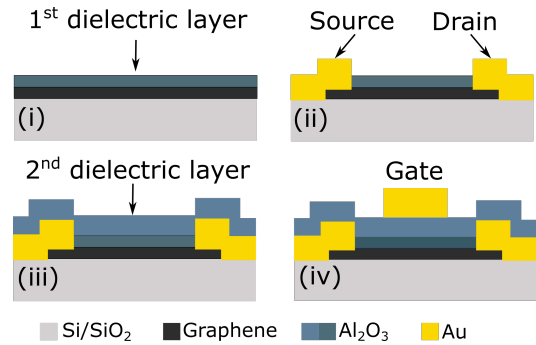 1st dielectric layer
(i)
Source Drain
(ii)
2nd dielectric layer
(iii)
Gate
(iv)
Si/SiO₂ Graphene Al₂O₃ Au